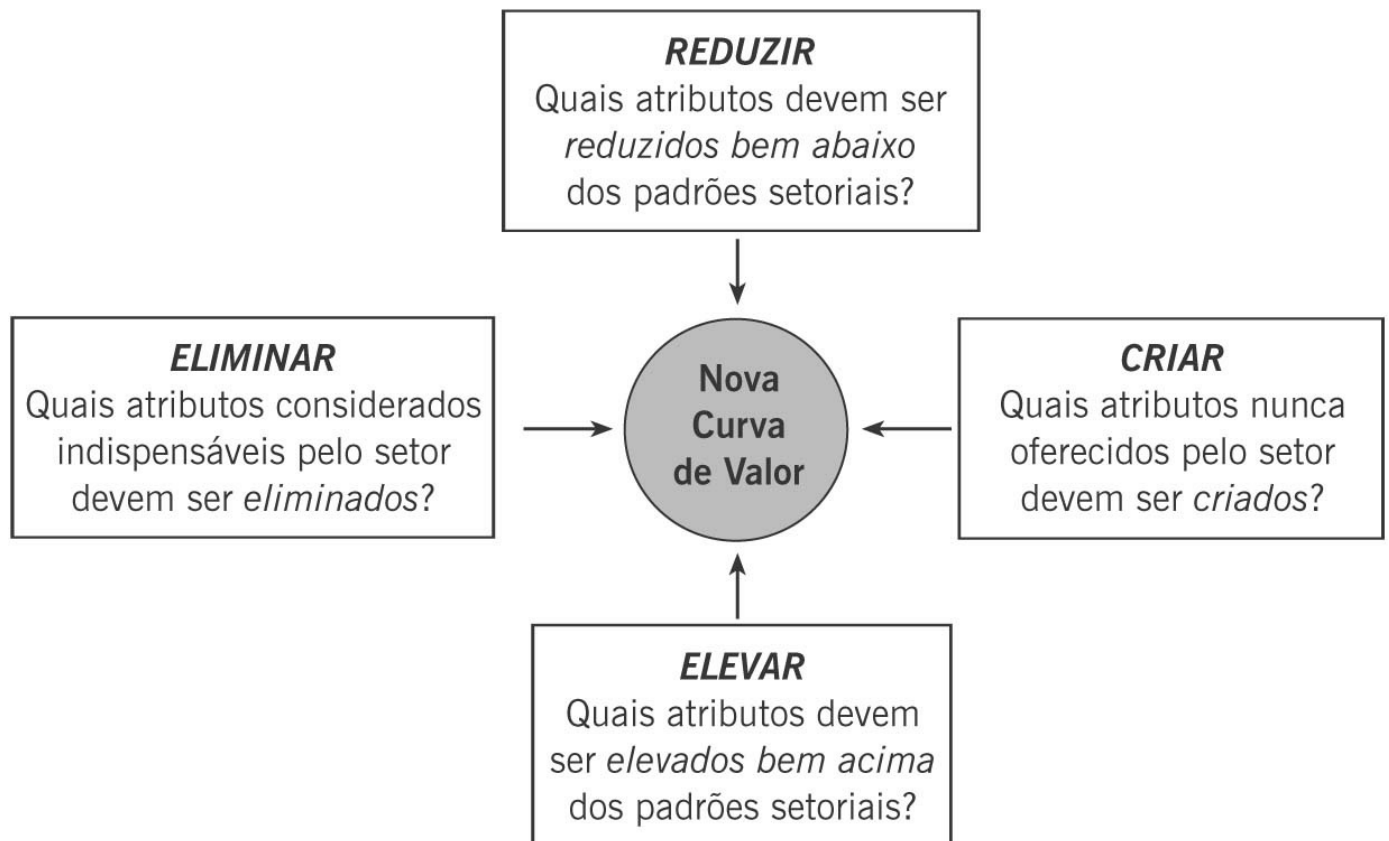 REDUZIR
Quais atributos devem ser
reduzidos bem abaixo
dos padrões setoriais?
ELIMINAR
Quais atributos considerados
indispensáveis pelo setor
devem ser eliminados?
Nova
Curva
de Valor
CRIAR
Quais atributos nunca
oferecidos pelo setor
devem ser criados?
ELEVAR
Quais atributos devem
ser elevados bem acima
dos padrões setoriais?